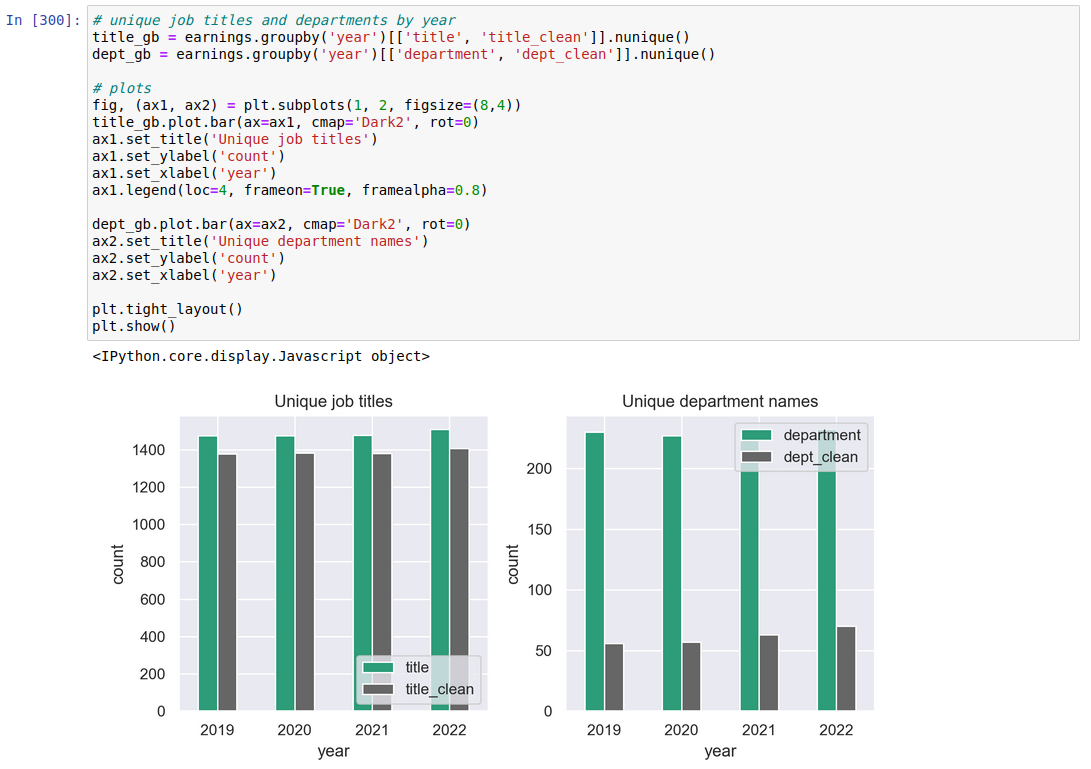 In [300]:
# unique job titles and departments by year
title_gb = earnings.groupby('year')[['title', 'title_clean']].nunique()
dept_gb = earnings.groupby('year')[['department', 'dept_clean']].nunique()
# plots
fig, (ax1, ax2) = plt.subplots(1, 2, figsize=(8,4))
title_gb.plot.bar(ax=ax1, cmap='Dark2', rot=0)
ax1.set_title('Unique job titles')
ax1.set_ylabel('count')
ax1.set_xlabel('year')
ax1.legend(loc=4, frameon=True, framealpha=0.8)
dept_gb.plot.bar(ax=ax2, cmap='Dark2', rot=0)
ax2.set_title('Unique department names')
ax2.set_ylabel('count')
ax2.set_xlabel('year')
plt.tight_layout()
plt.show()
<IPython.core.display.Javascript object>
Unique job titles
count
1400
1200
1000
800
600
400
200
0
title
title_clean
2019 2020 2021 2022
year
Unique department names
count
200
150
100
50
0
department
dept_clean
2019 2020 2021 2022
year